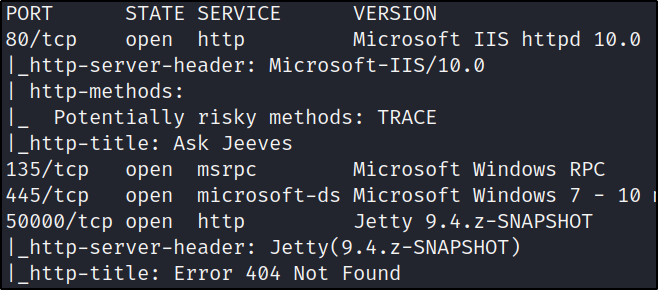 PORT STATE SERVICE VERSION
80/tcp open http Microsoft IIS httpd 10.0
|_http-server-header: Microsoft-IIS/10.0
| http-methods:
|_ Potentially risky methods: TRACE
|_http-title: Ask Jeeves
135/tcp open msrpc Microsoft Windows RPC
445/tcp open microsoft-ds Microsoft Windows 7 - 10
50000/tcp open http Jetty 9.4.z-SNAPSHOT
|_http-server-header: Jetty(9.4.z-SNAPSHOT)
|_http-title: Error 404 Not Found